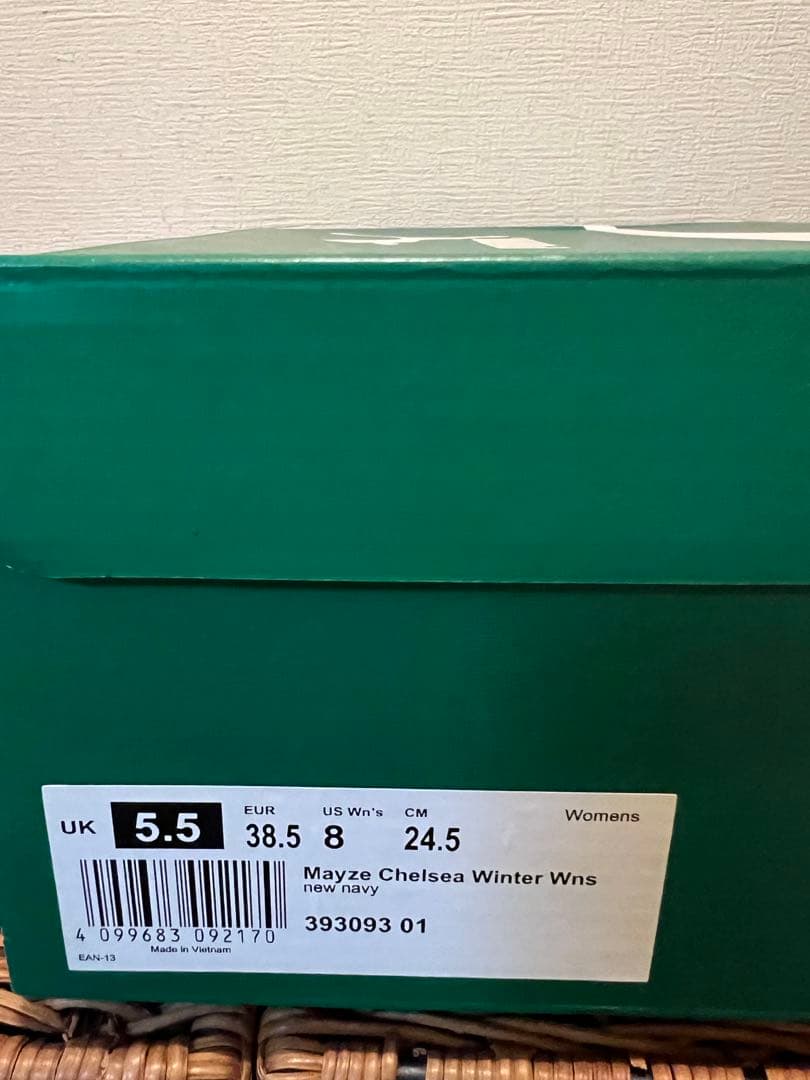 UK 5.5
EUR 38.5
US Wn's 8
CM 24.5
Womens
Mayze Chelsea Winter Wns
new navy
393093 01
4 099683 092170
Made in Vietnam
EAN-13